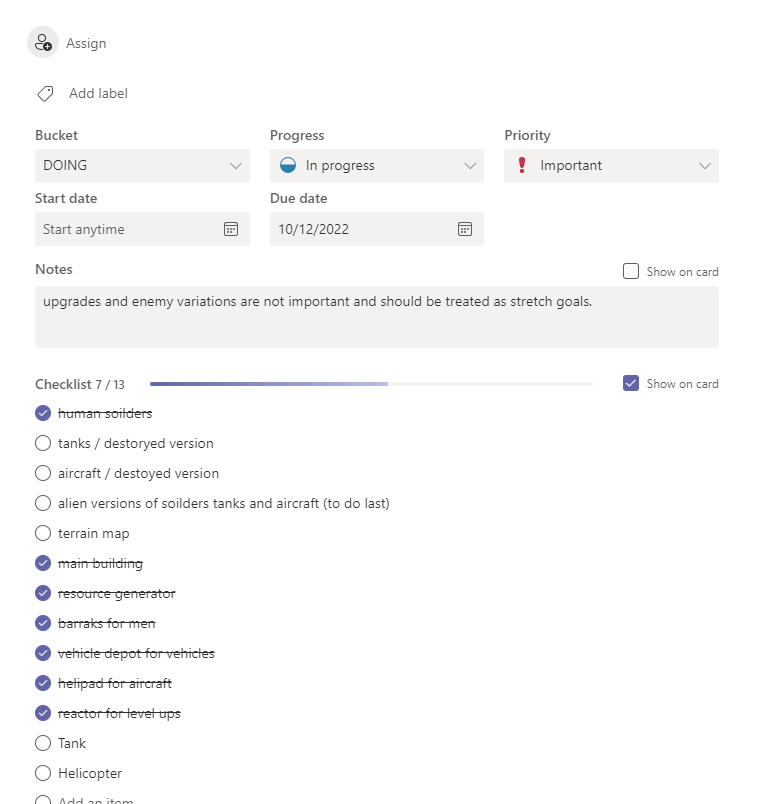 Assign
Add label
Bucket Progress Priority
DOING In progress Important
Start date Due date
Start anytime 10/12/2022
Notes Show on card
upgrades and enemy variations are not important and should be treated as stretch goals.
Checklist 7 / 13 Show on card
human soilders
tanks / destoryed version
aircraft / destoyed version
alien versions of soilders tanks and aircraft (to do last)
terrain map
main building
resource generator
barraks for men
vehicle depot for vehicles
helipad for aircraft
reactor for level ups
Tank
Helicopter
Add an item